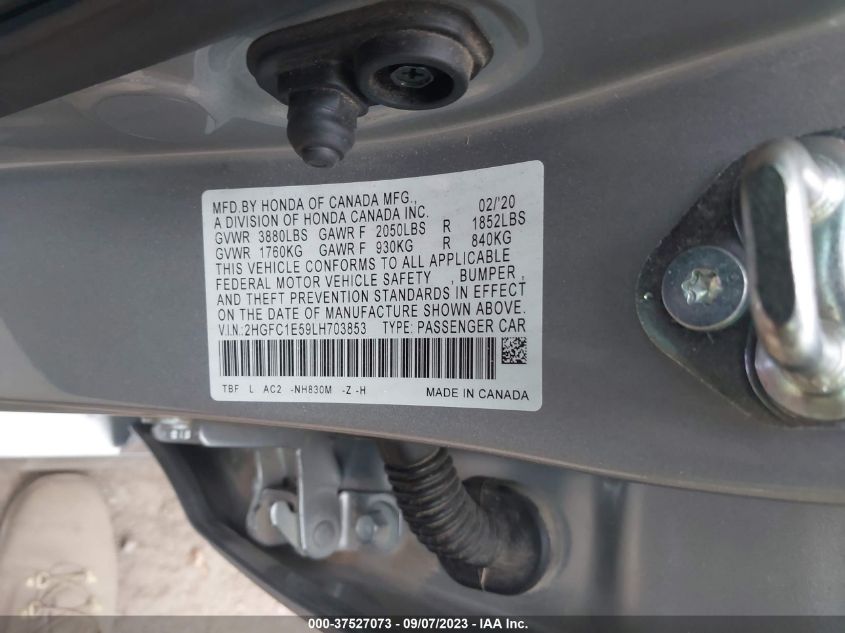 MFD.BY HONDA OF CANADA MFG., 02/'20
A DIVISION OF HONDA CANADA INC.
GVWR 3880LBS GAWR F 2050LBS R 1852LBS
GVWR 1760KG GAWR F 930KG R 840KG
THIS VEHICLE CONFORMS TO ALL APPLICABLE
FEDERAL MOTOR VEHICLE SAFETY , BUMPER ,
AND THEFT PREVENTION STANDARDS IN EFFECT
ON THE DATE OF MANUFACTURE SHOWN ABOVE.
V.I.N.:2HGFC1E59LH703853 TYPE: PASSENGER CAR
TBF L AC2 -NH830M -Z -H MADE IN CANADA
000-37527073 - 09/07/2023 - IAA Inc.